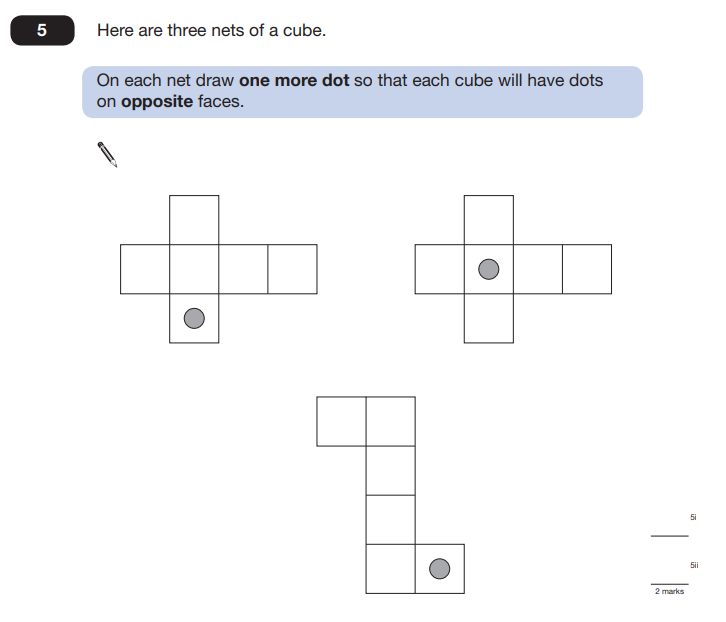 5
Here are three nets of a cube.
On each net draw one more dot so that each cube will have dots
on opposite faces.
5i
5ii
2 marks